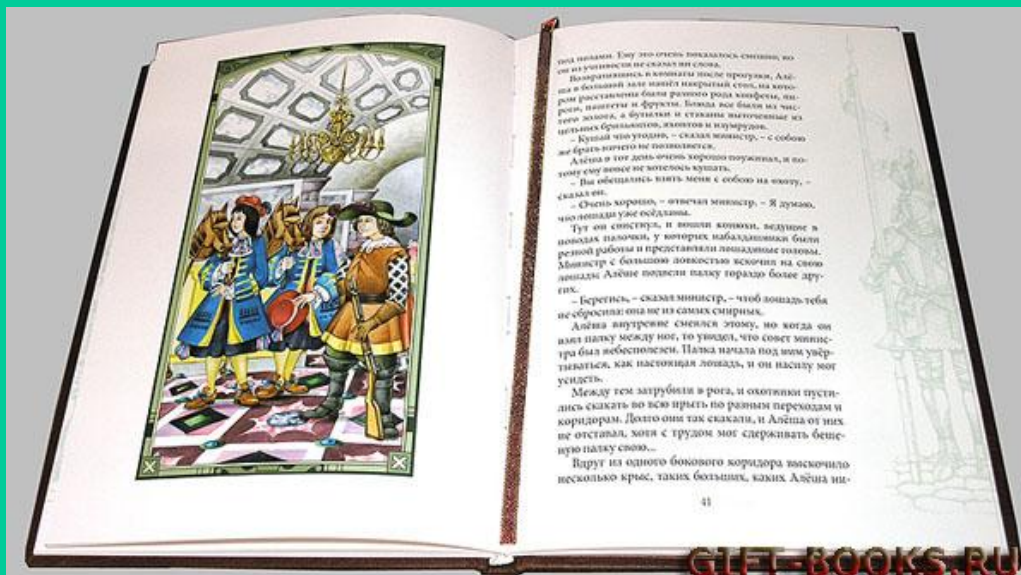 под полами. Ему это очень показалось смешно, но
он из учтивости не сказал ни слова.
Возвратившись в комнаты после прогулки, Алё-
ша в большой зале нашёл накрытый стол, на кото-
ром расставлены были разного рода конфеты, пи-
роги, паштеты и фрукты. Блюда все были из чис-
того золота, а бутылки и стаканы выточенные из
цельных брильянтов, яхонтов и изумрудов.
– Кушай что угодно, – сказал министр, – с собою
же брать ничего не позволяется.
Алёша в тот день очень хорошо поужинал, и по-
тому ему вовсе не хотелось кушать.
– Вы обещались взять меня с собою на охоту, –
сказал он.
– Очень хорошо, – отвечал министр. – Я думаю,
что лошади уже осёдланы.
Тут он свистнул, и вошли конюхи, ведущие в
поводах палочки, у которых набалдашники были
резной работы и представляли лошадиные головы.
Министр с большою ловкостью вскочил на свою
лошадь; Алёше подвели палку гораздо более дру-
гих.
– Берегись, – сказал министр, – чтоб лошадь тебя
не сбросила: она не из самых смирных.
Алёша внутренне смеялся этому, но когда он
взял палку между ног, то увидел, что совет минис-
тра был небесполезен. Палка начала под ним увёр-
тываться, как настоящая лошадь, и он насилу мог
усидеть.
Между тем затрубили в рога, и охотники пусти-
лись скакать во всю прыть по разным переходам и
коридорам. Долго они так скакали, и Алёша от них
не отставал, хотя с трудом мог сдерживать беше-
ную палку свою...
Вдруг из одного бокового коридора выскочило
несколько крыс, таких больших, каких Алёша ни-
41
GIFT-BOOKS.RU